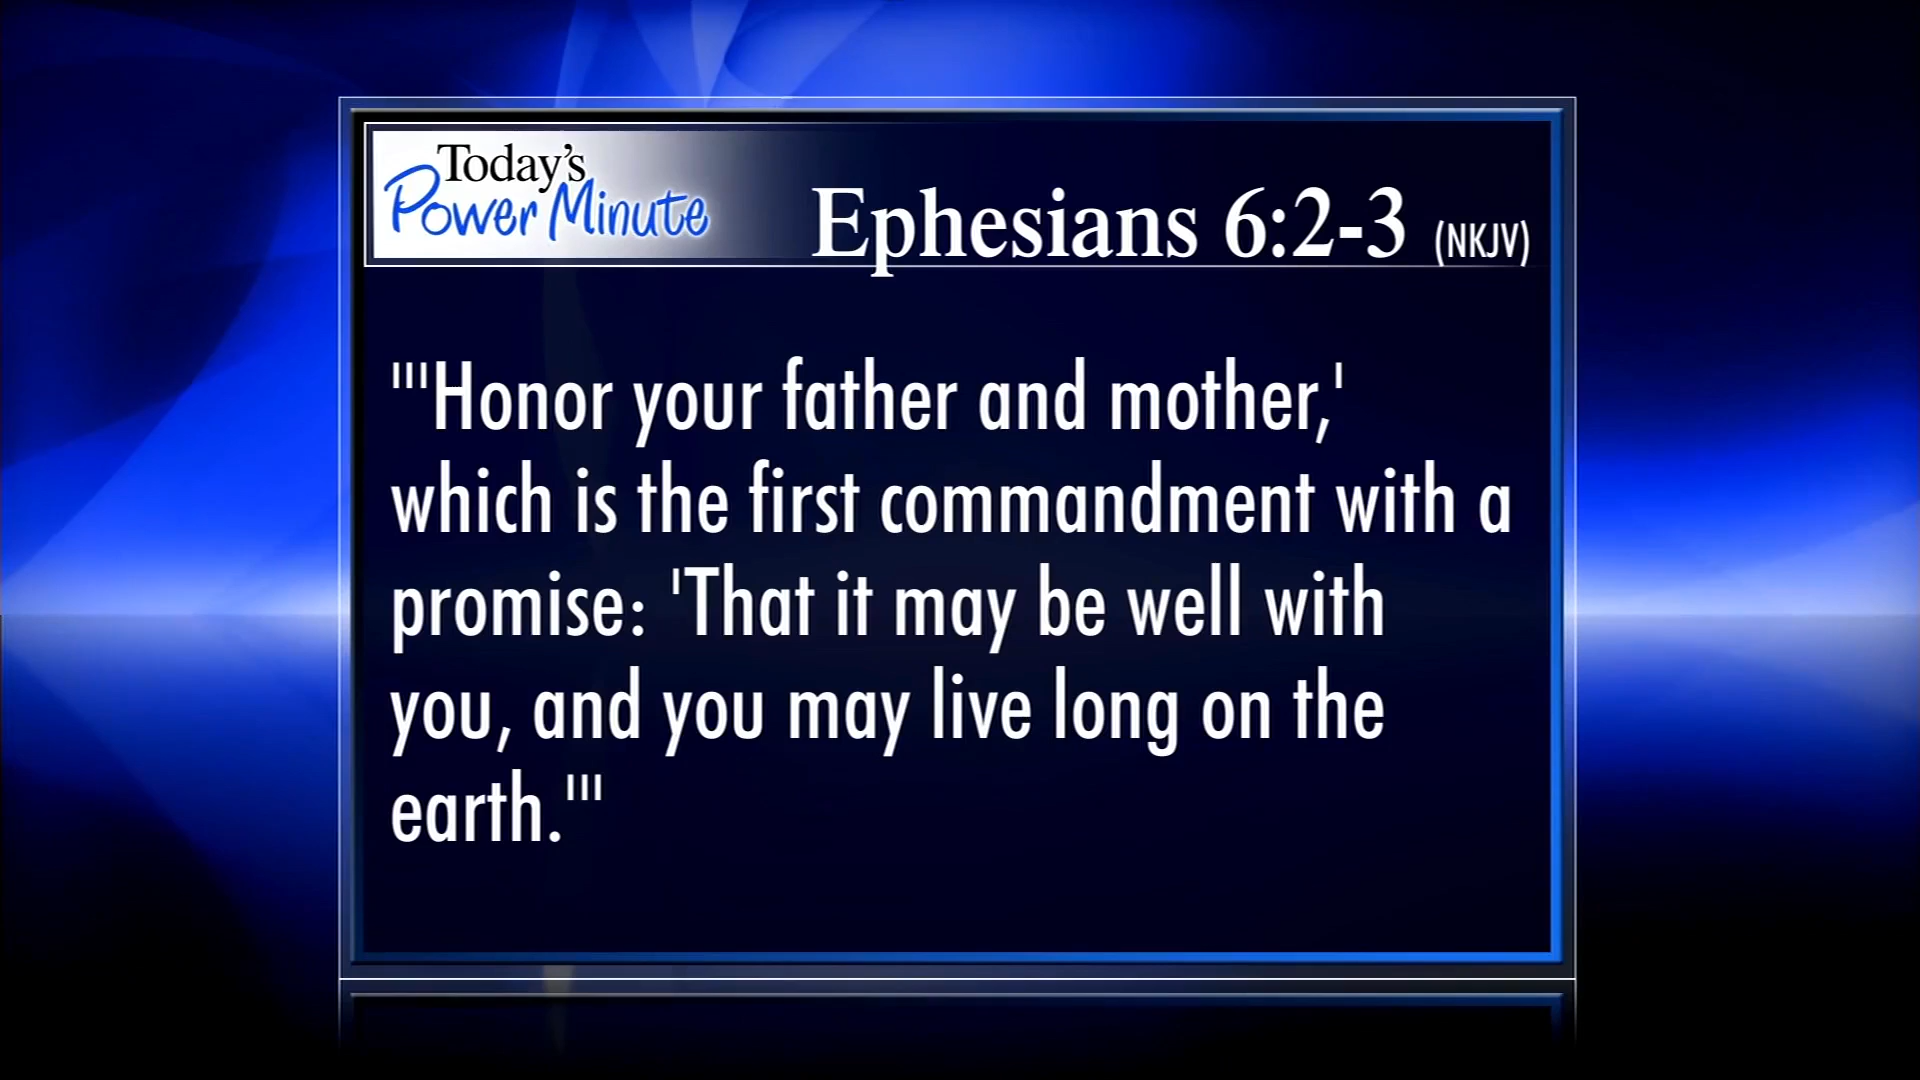 Today's
Power Minute
Ephesians 6:2-3 (NKJV)
"'Honor your father and mother,'
which is the first commandment with a
promise: 'That it may be well with
you, and you may live long on the
earth.'"